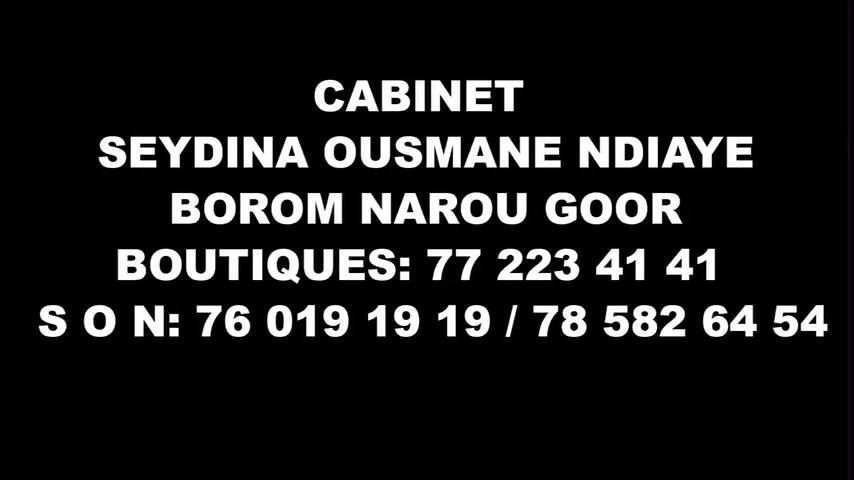 CABINET
SEYDINA OUSMANE NDIAYE
BOROM NAROU GOOR
BOUTIQUES: 77 223 41 41
S O N: 76 019 19 19 / 78 582 64 54